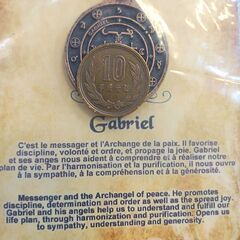 10
Gabriel
C'est le messager et l'Archange de la paix. Il favorise
discipline, volonté et ordre, et propage la joie. Gabriel
et ses anges nous aident à comprendre et à réaliser notre
plan de vie. Par l'harmonisation et la purification, il nous ouvre
à la sympathie, à la compréhension et à la générosité.
Messenger and the Archangel of peace. He promotes
discipline, determination and order as well as the spread joy.
Gabriel and his angels help us to understand and fulfill our
life plan, through harmonization and purification. Opens us
to sympathy, understanding and generosity.